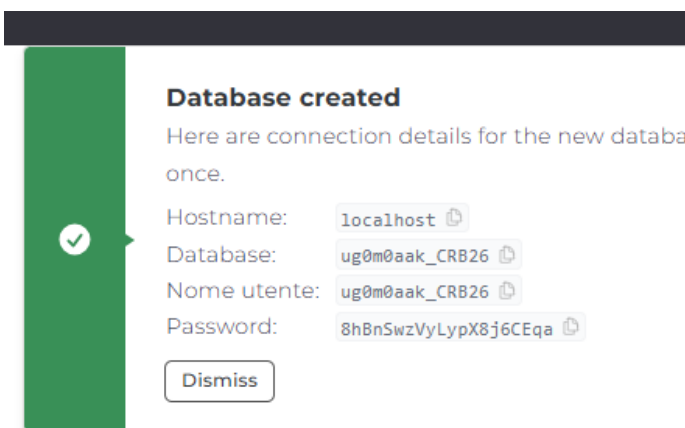 Database created
Here are connection details for the new databa
once.
Hostname: localhost
Database: ug0m0aak_CRB26
Nome utente: ug0m0aak_CRB26
Password: 8hBnSwzVyLypX8j6CEqa
Dismiss